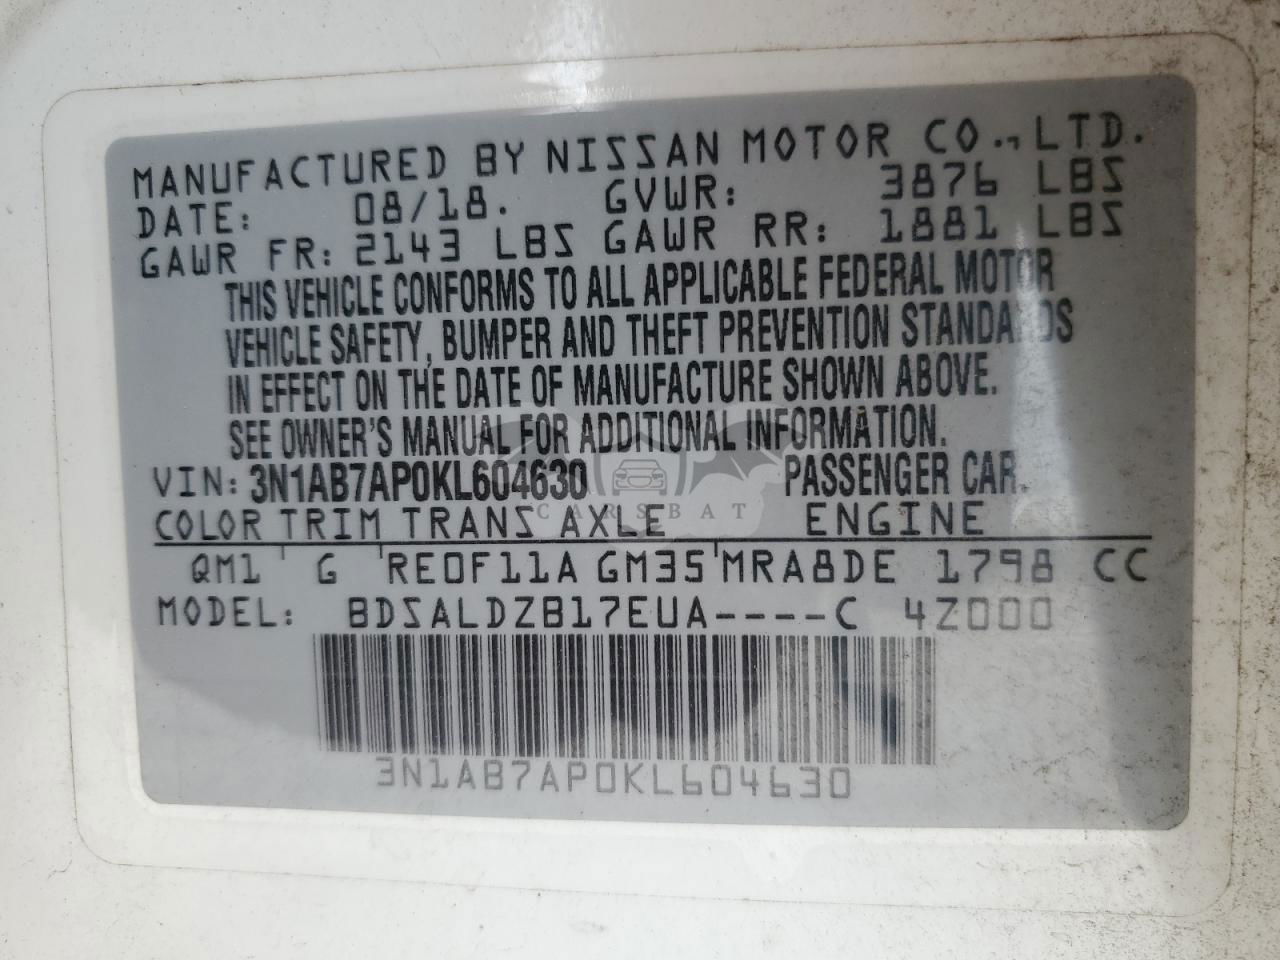 MANUFACTURED BY NISSAN MOTOR CO., LTD.
DATE: 08/18. GVWR: 3876 LBS
GAWR FR: 2143 LBS GAWR RR: 1881 LBS
THIS VEHICLE CONFORMS TO ALL APPLICABLE FEDERAL MOTOR
VEHICLE SAFETY, BUMPER AND THEFT PREVENTION STANDARDS
IN EFFECT ON THE DATE OF MANUFACTURE SHOWN ABOVE.
SEE OWNER'S MANUAL FOR ADDITIONAL INFORMATION.
VIN: 3N1AB7AP0KL604630 PASSENGER CAR.
CARSBAT
COLOR TRIM TRANS AXLE ENGINE
QM1 G RE0F11A GM35 MRA8DE 1798 CC
MODEL: BDSALDZB17EUA----C 4Z000
3N1AB7AP0KL604630